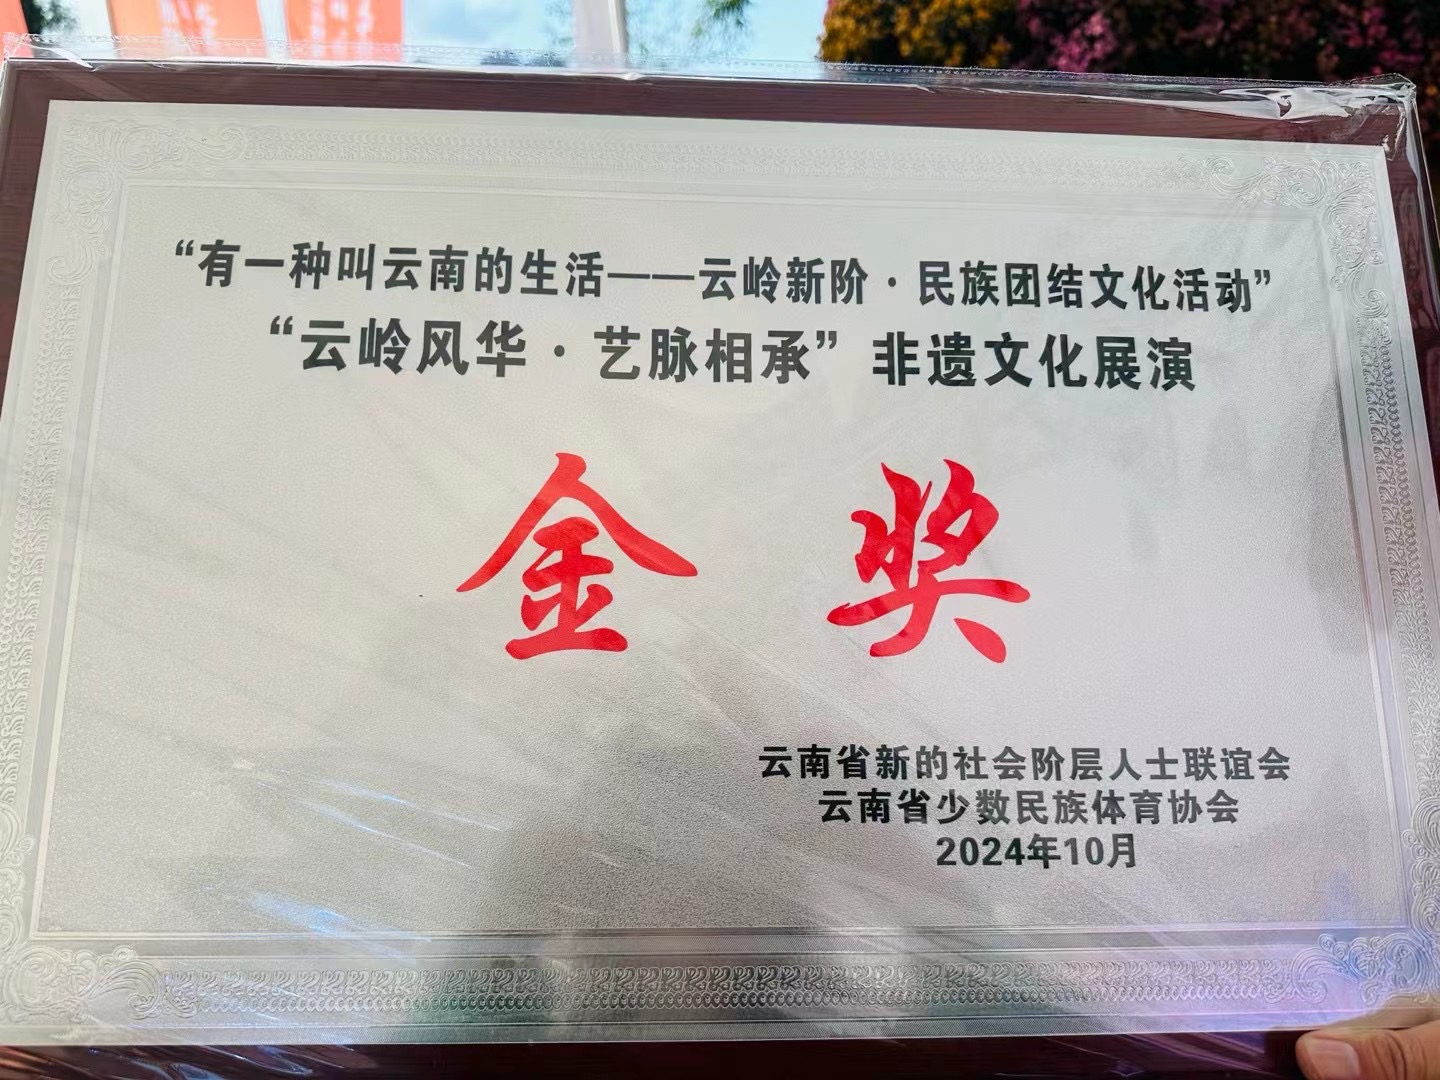 “有一种叫云南的生活——云岭新阶·民族团结文化活动”
“云岭风华·艺脉相承”非遗文化展演
金奖
云南省新的社会阶层人士联谊会
云南省少数民族体育协会
2024年10月